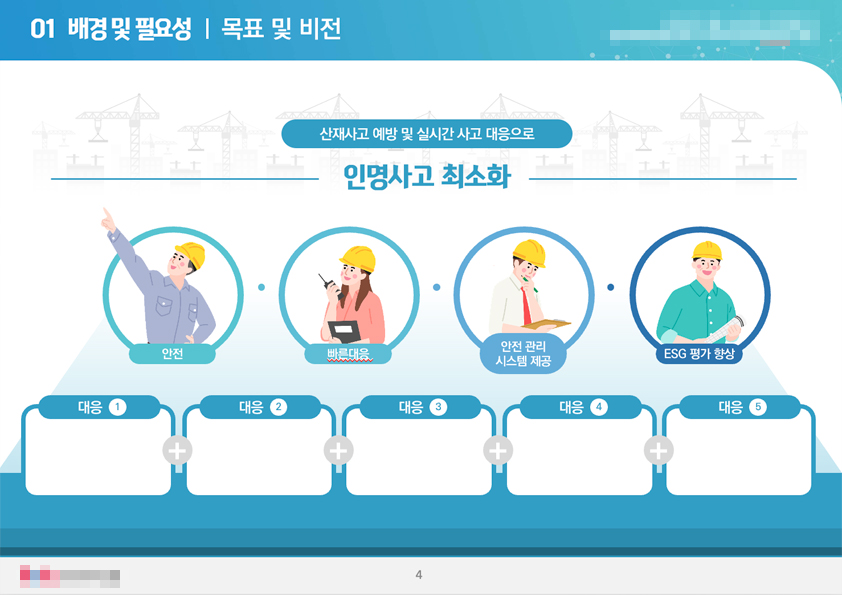 01 배경 및 필요성 | 목표 및 비전
산재사고 예방 및 실시간 사고 대응으로
인명사고 최소화
안전
빠른대응
안전 관리
시스템 제공
ESG 평가 향상
대응 1
대응 2
대응 3
대응 4
대응 5
4